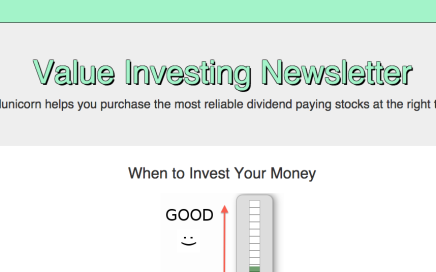 Value Investing Newsletter
helps you purchase the most reliable dividend paying stocks at the right
When to Invest Your Money
GOOD